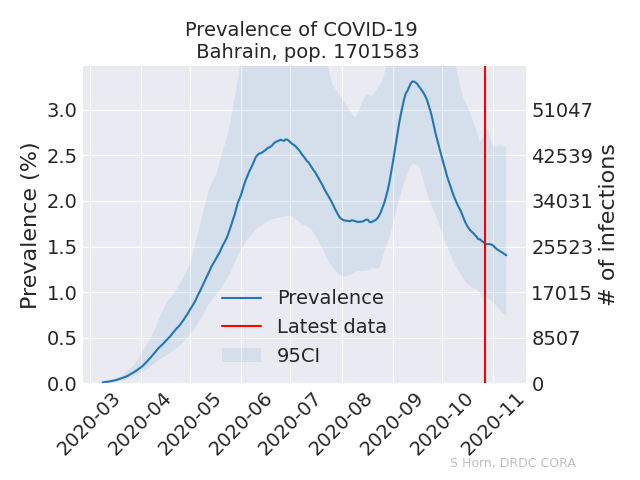 Prevalence of COVID-19
Bahrain, pop. 1701583
Prevalence (%)
3.0
2.5
2.0
1.5
1.0
0.5
0.0
51047
42539
34031
25523
17015
8507
0
# of infections
Prevalence
Latest data
95CI
2020-03
2020-04
2020-05
2020-06
2020-07
2020-08
2020-09
2020-10
2020-11
S Horn, DRDC CORA